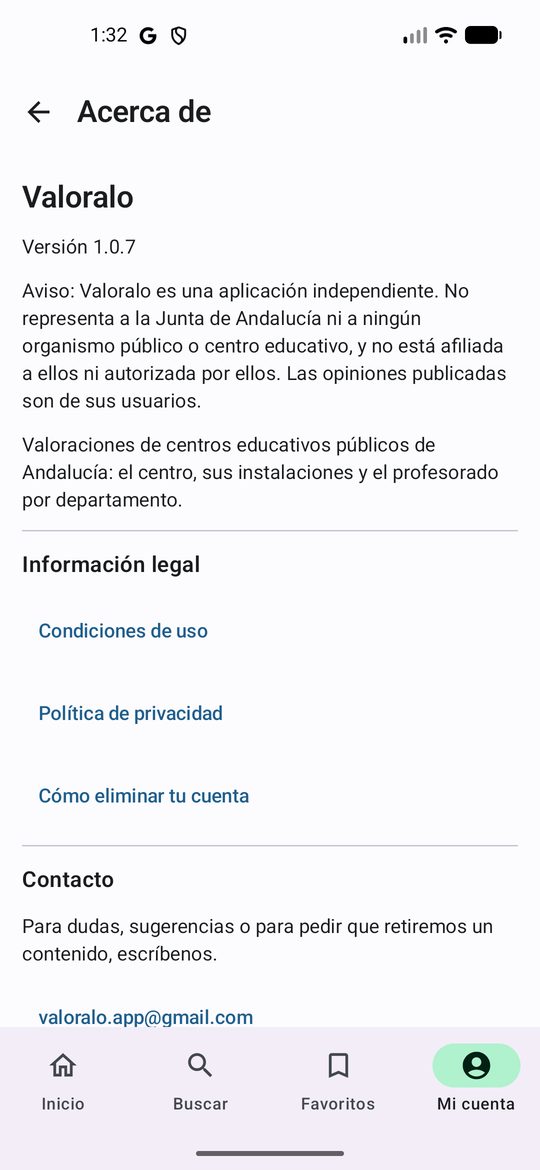 1:32
Acerca de
Valoralo
Versión 1.0.7
Aviso: Valoralo es una aplicación independiente. No
representa a la Junta de Andalucía ni a ningún
organismo público o centro educativo, y no está afiliada
a ellos ni autorizada por ellos. Las opiniones publicadas
son de sus usuarios.
Valoraciones de centros educativos públicos de
Andalucía: el centro, sus instalaciones y el profesorado
por departamento.
Información legal
Condiciones de uso
Política de privacidad
Cómo eliminar tu cuenta
Contacto
Para dudas, sugerencias o para pedir que retiremos un
contenido, escríbenos.
valoralo.app@gmail.com
Inicio Buscar Favoritos Mi cuenta